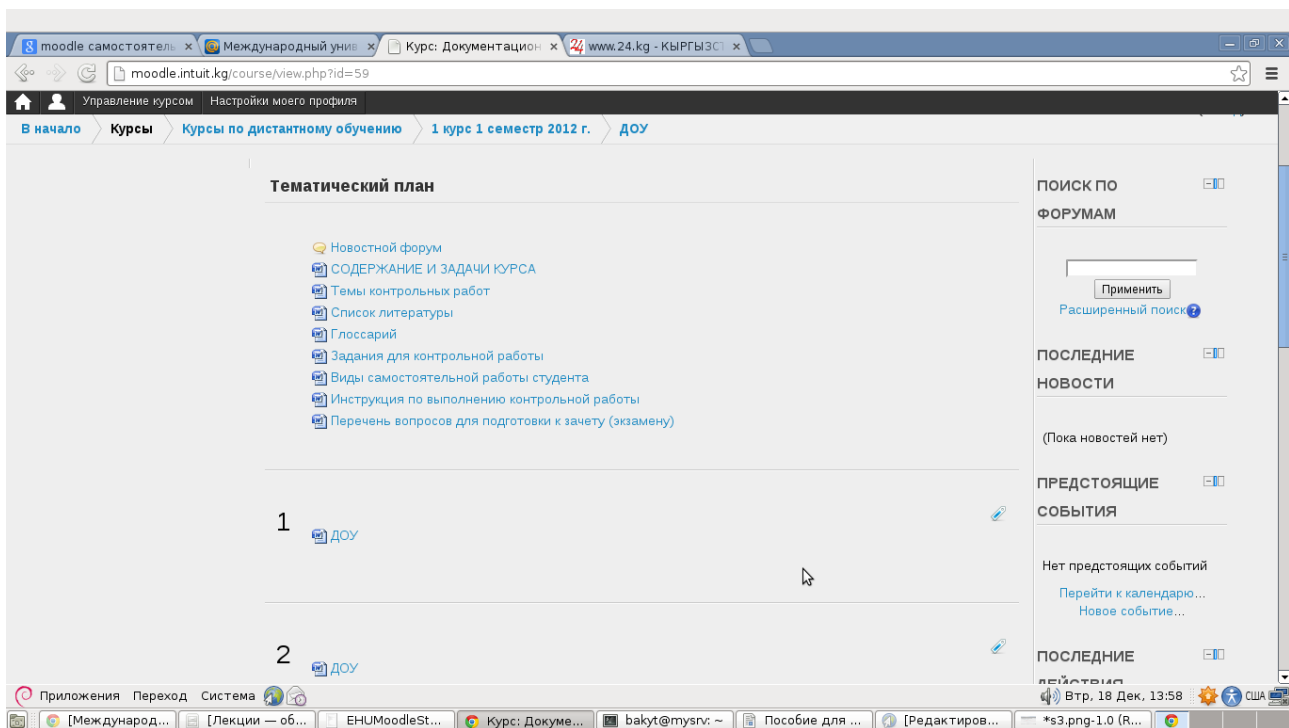 moodle самостоятель
Международный унив
Курс: Документацион
www.24.kg - КЫРГЫЗСТ
moodle.intuit.kg/course/view.php?id=59
Управление курсом Настройки моего профиля
В начало Курсы Курсы по дистантному обучению 1 курс 1 семестр 2012 г. ДОУ
Тематический план
Новостной форум
СОДЕРЖАНИЕ И ЗАДАЧИ КУРСА
Темы контрольных работ
Список литературы
Глоссарий
Задания для контрольной работы
Виды самостоятельной работы студента
Инструкция по выполнению контрольной работы
Перечень вопросов для подготовки к зачету (экзамену)
1
ДОУ
2
ДОУ
ПОИСК ПО
ФОРУМАМ
Применить
Расширенный поиск
ПОСЛЕДНИЕ
НОВОСТИ
(Пока новостей нет)
ПРЕДСТОЯЩИЕ
СОБЫТИЯ
Нет предстоящих событий
Перейти к календарю...
Новое событие...
ПОСЛЕДНИЕ
ДЕЙСТВИЯ
Приложения Переход Система
Втр, 18 Дек, 13:58
США
[Международ...
[Лекции — об...
EHUMoodleSt...
Курс: Докуме...
bakyt@mysrv: ~
Пособие для ...
[Редактиров...
*s3.png-1.0 (R...